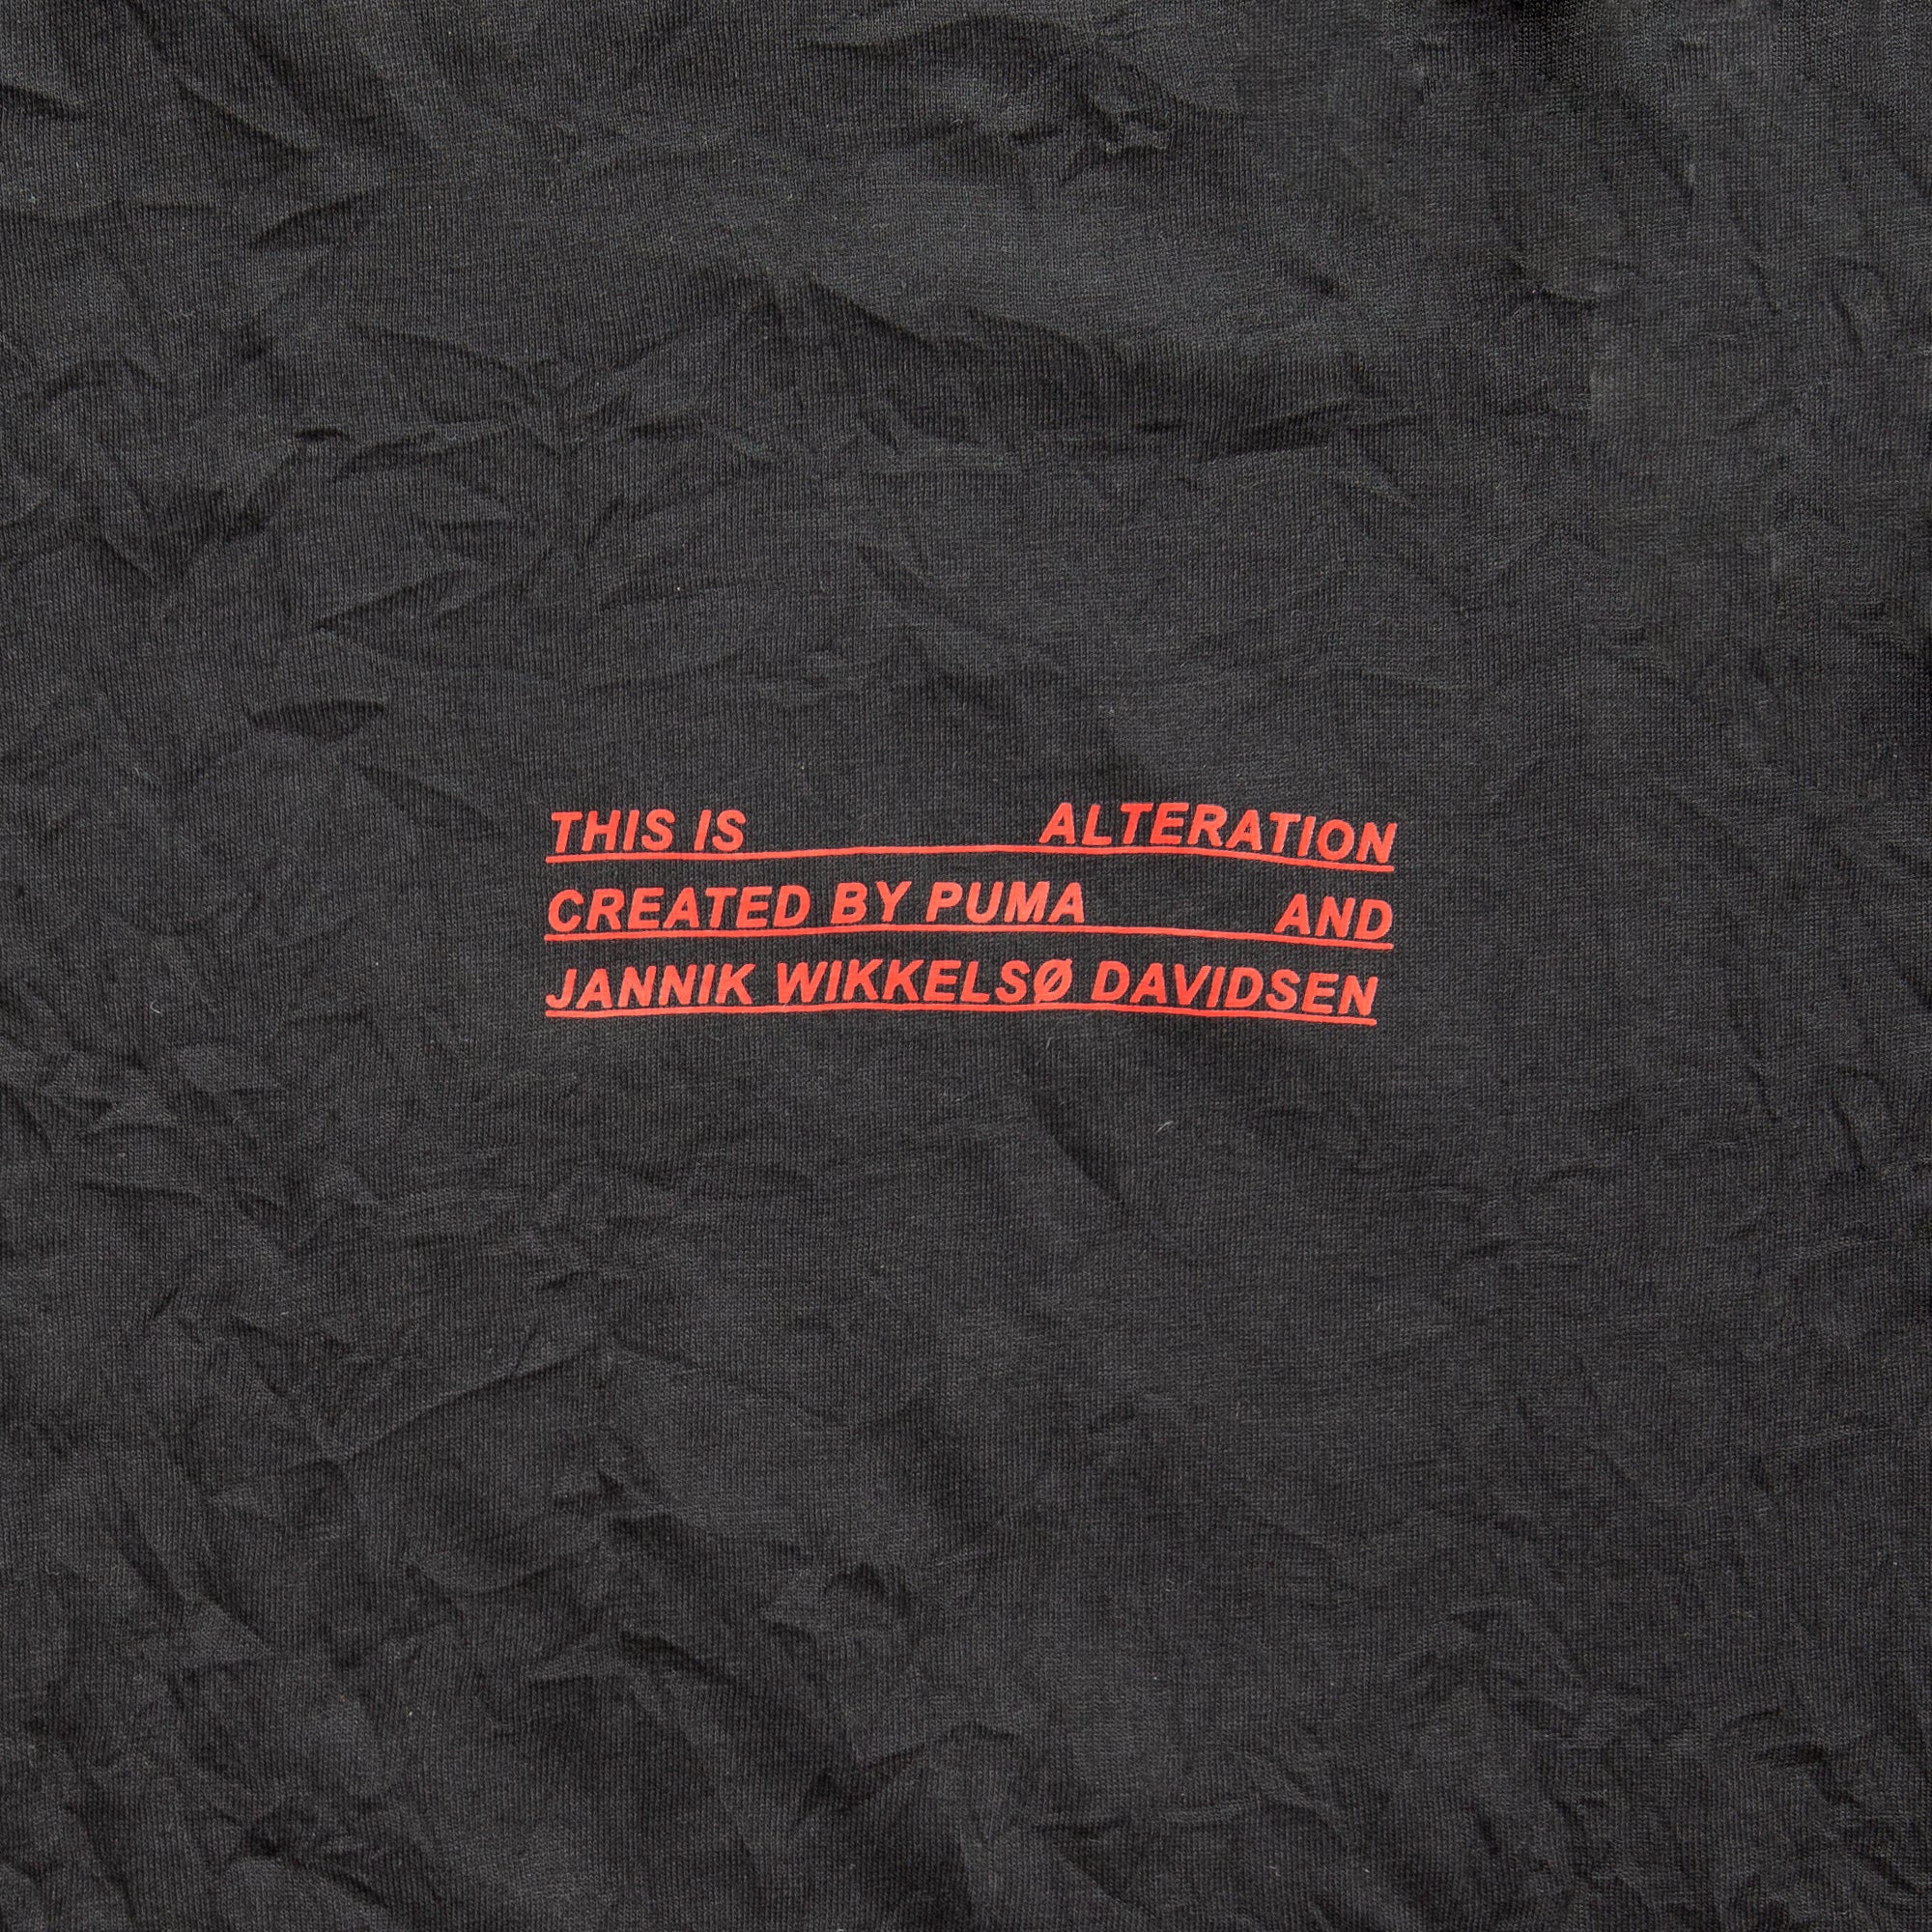 THIS IS ALTERATION
CREATED BY PUMA AND
JANNIK WIKKELSØ DAVIDSEN